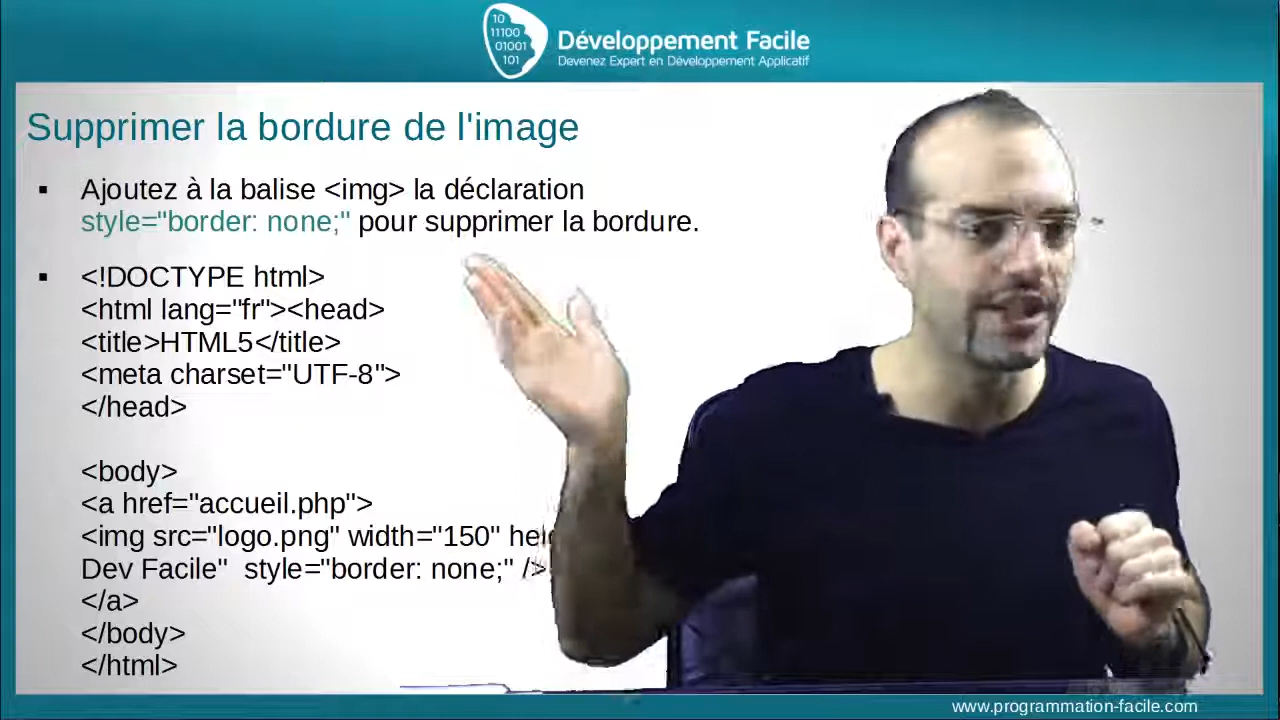 10
11100
01001
101
Développement Facile
Devenez Expert en Développement Applicatif
Supprimer la bordure de l'image
Ajoutez à la balise <img> la déclaration
style="border: none;" pour supprimer la bordure.
<!DOCTYPE html>
<html lang="fr"><head>
<title>HTML5</title>
<meta charset="UTF-8">
</head>
<body>
<a href="accueil.php">
<img src="logo.png" width="150"
Dev Facile"  style="border: none;" />
</a>
</body>
</html>
www.programmation-facile.com